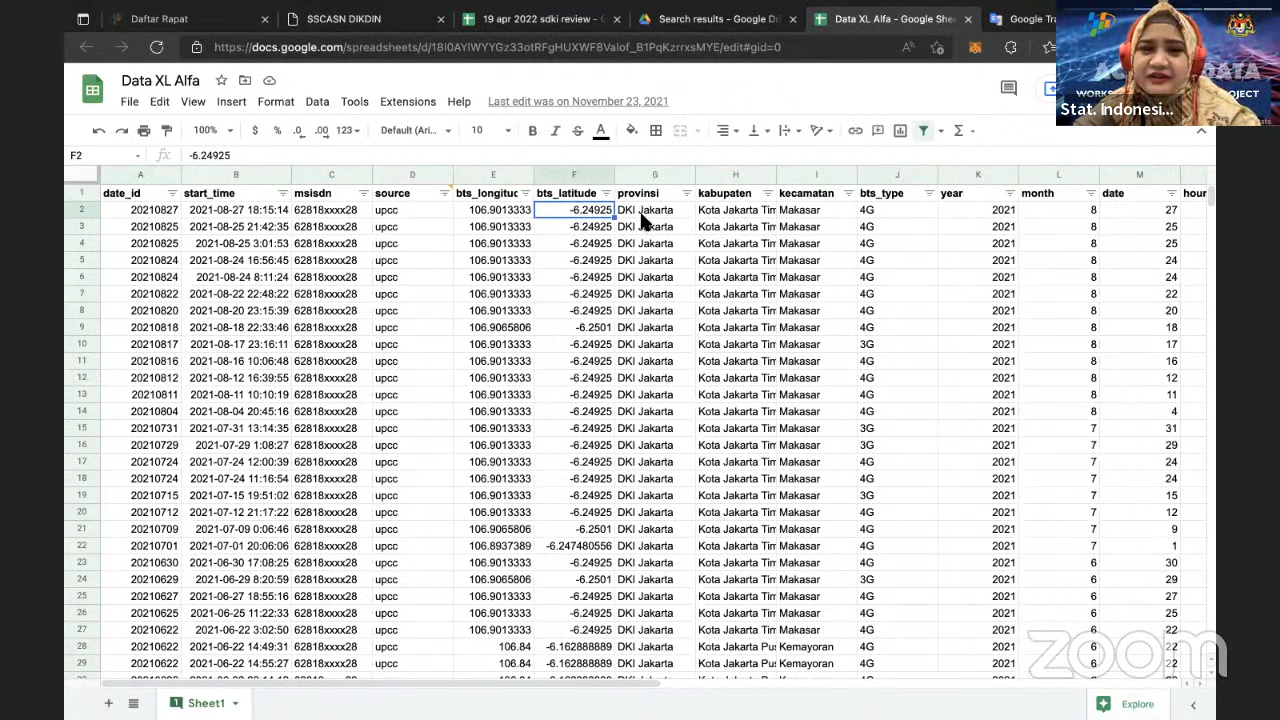 Daftar Rapat
SSCASN DIKDIN
19 apr 2022 sdki review - G
Search results - Google Dr
Data XL Alfa - Google She
Google Tra
Data XL Alfa
File Edit View Insert Format Data Tools Extensions Help Last edit was on November 23, 2021
100% $ % .0 .00 123 Default (Ari... 10 B I S A
F2 fx -6.24925
A B C D E F G H I J K L M
1 date_id start_time msisdn source bts_longituc bts_latitude provinsi kabupaten kecamatan bts_type year month date hour
2 20210827 2021-08-27 18:15:14 62818xxxx28 upcc 106.9013333 -6.24925 DKI Jakarta Kota Jakarta Tim Makasar 4G 2021 8 27
3 20210825 2021-08-25 21:42:35 62818xxxx28 upcc 106.9013333 -6.24925 DKI Jakarta Kota Jakarta Tim Makasar 4G 2021 8 25
4 20210825 2021-08-25 3:01:53 62818xxxx28 upcc 106.9013333 -6.24925 DKI Jakarta Kota Jakarta Tim Makasar 4G 2021 8 25
5 20210824 2021-08-24 16:56:45 62818xxxx28 upcc 106.9013333 -6.24925 DKI Jakarta Kota Jakarta Tim Makasar 4G 2021 8 24
6 20210824 2021-08-24 8:11:24 62818xxxx28 upcc 106.9013333 -6.24925 DKI Jakarta Kota Jakarta Tim Makasar 4G 2021 8 24
7 20210822 2021-08-22 22:48:22 62818xxxx28 upcc 106.9013333 -6.24925 DKI Jakarta Kota Jakarta Tim Makasar 4G 2021 8 22
8 20210820 2021-08-20 23:15:39 62818xxxx28 upcc 106.9013333 -6.24925 DKI Jakarta Kota Jakarta Tim Makasar 4G 2021 8 20
9 20210818 2021-08-18 22:33:46 62818xxxx28 upcc 106.9065806 -6.2501 DKI Jakarta Kota Jakarta Tim Makasar 4G 2021 8 18
10 20210817 2021-08-17 23:16:11 62818xxxx28 upcc 106.9013333 -6.24925 DKI Jakarta Kota Jakarta Tim Makasar 3G 2021 8 17
11 20210816 2021-08-16 10:06:48 62818xxxx28 upcc 106.9013333 -6.24925 DKI Jakarta Kota Jakarta Tim Makasar 4G 2021 8 16
12 20210812 2021-08-12 16:39:55 62818xxxx28 upcc 106.9013333 -6.24925 DKI Jakarta Kota Jakarta Tim Makasar 4G 2021 8 12
13 20210811 2021-08-11 10:10:19 62818xxxx28 upcc 106.9013333 -6.24925 DKI Jakarta Kota Jakarta Tim Makasar 4G 2021 8 11
14 20210804 2021-08-04 20:45:16 62818xxxx28 upcc 106.9013333 -6.24925 DKI Jakarta Kota Jakarta Tim Makasar 4G 2021 8 4
15 20210731 2021-07-31 13:14:35 62818xxxx28 upcc 106.9013333 -6.24925 DKI Jakarta Kota Jakarta Tim Makasar 3G 2021 7 31
16 20210729 2021-07-29 1:08:27 62818xxxx28 upcc 106.9013333 -6.24925 DKI Jakarta Kota Jakarta Tim Makasar 3G 2021 7 29
17 20210724 2021-07-24 12:00:39 62818xxxx28 upcc 106.9013333 -6.24925 DKI Jakarta Kota Jakarta Tim Makasar 4G 2021 7 24
18 20210724 2021-07-24 11:16:54 62818xxxx28 upcc 106.9013333 -6.24925 DKI Jakarta Kota Jakarta Tim Makasar 4G 2021 7 24
19 20210715 2021-07-15 19:51:02 62818xxxx28 upcc 106.9013333 -6.24925 DKI Jakarta Kota Jakarta Tim Makasar 3G 2021 7 15
20 20210712 2021-07-12 21:17:22 62818xxxx28 upcc 106.9013333 -6.24925 DKI Jakarta Kota Jakarta Tim Makasar 4G 2021 7 12
21 20210709 2021-07-09 0:06:46 62818xxxx28 upcc 106.9065806 -6.2501 DKI Jakarta Kota Jakarta Tim Makasar 4G 2021 7 9
22 20210701 2021-07-01 20:06:06 62818xxxx28 upcc 106.8937389 -6.247480556 DKI Jakarta Kota Jakarta Tim Makasar 4G 2021 7 1
23 20210630 2021-06-30 17:08:25 62818xxxx28 upcc 106.9013333 -6.24925 DKI Jakarta Kota Jakarta Tim Makasar 4G 2021 6 30
24 20210629 2021-06-29 8:20:59 62818xxxx28 upcc 106.9065806 -6.2501 DKI Jakarta Kota Jakarta Tim Makasar 3G 2021 6 29
25 20210627 2021-06-27 18:55:16 62818xxxx28 upcc 106.9013333 -6.24925 DKI Jakarta Kota Jakarta Tim Makasar 4G 2021 6 27
26 20210625 2021-06-25 11:22:33 62818xxxx28 upcc 106.9013333 -6.24925 DKI Jakarta Kota Jakarta Tim Makasar 4G 2021 6 25
27 20210622 2021-06-22 3:02:50 62818xxxx28 upcc 106.9013333 -6.24925 DKI Jakarta Kota Jakarta Tim Makasar 4G 2021 6 22
28 20210622 2021-06-22 14:49:31 62818xxxx28 upcc 106.84 -6.162888889 DKI Jakarta Kota Jakarta Pus Kemayoran 4G 2021 6 22
29 20210622 2021-06-22 14:55:27 62818xxxx28 upcc 106.84 -6.162888889 DKI Jakarta Kota Jakarta Pus Kemayoran 4G 2021 6 22
Sheet1
Explore
Stat. Indonesi...
zoom